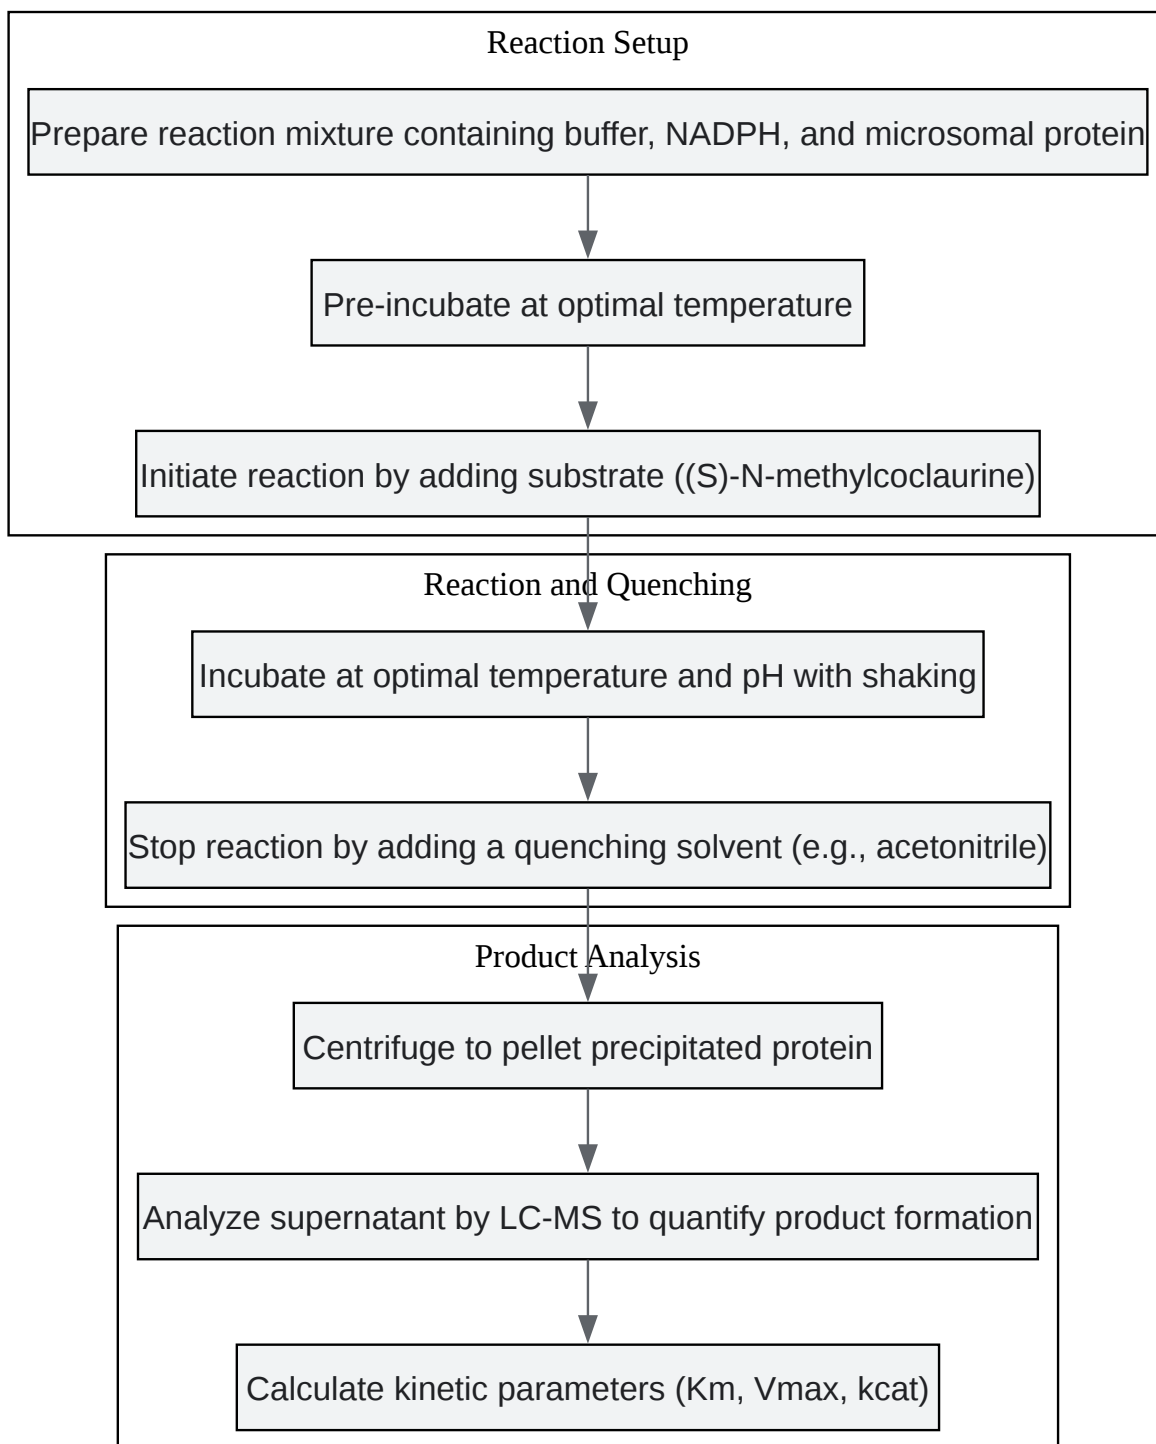 Reaction Setup
Prepare reaction mixture containing buffer, NADPH, and microsomal protein
Pre-incubate at optimal temperature
Initiate reaction by adding substrate ((S)-N-methylcoclaurine)
Reaction and Quenching
Incubate at optimal temperature and pH with shaking
Stop reaction by adding a quenching solvent (e.g., acetonitrile)
Product Analysis
Centrifuge to pellet precipitated protein
Analyze supernatant by LC-MS to quantify product formation
Calculate kinetic parameters (Km, Vmax, kcat)